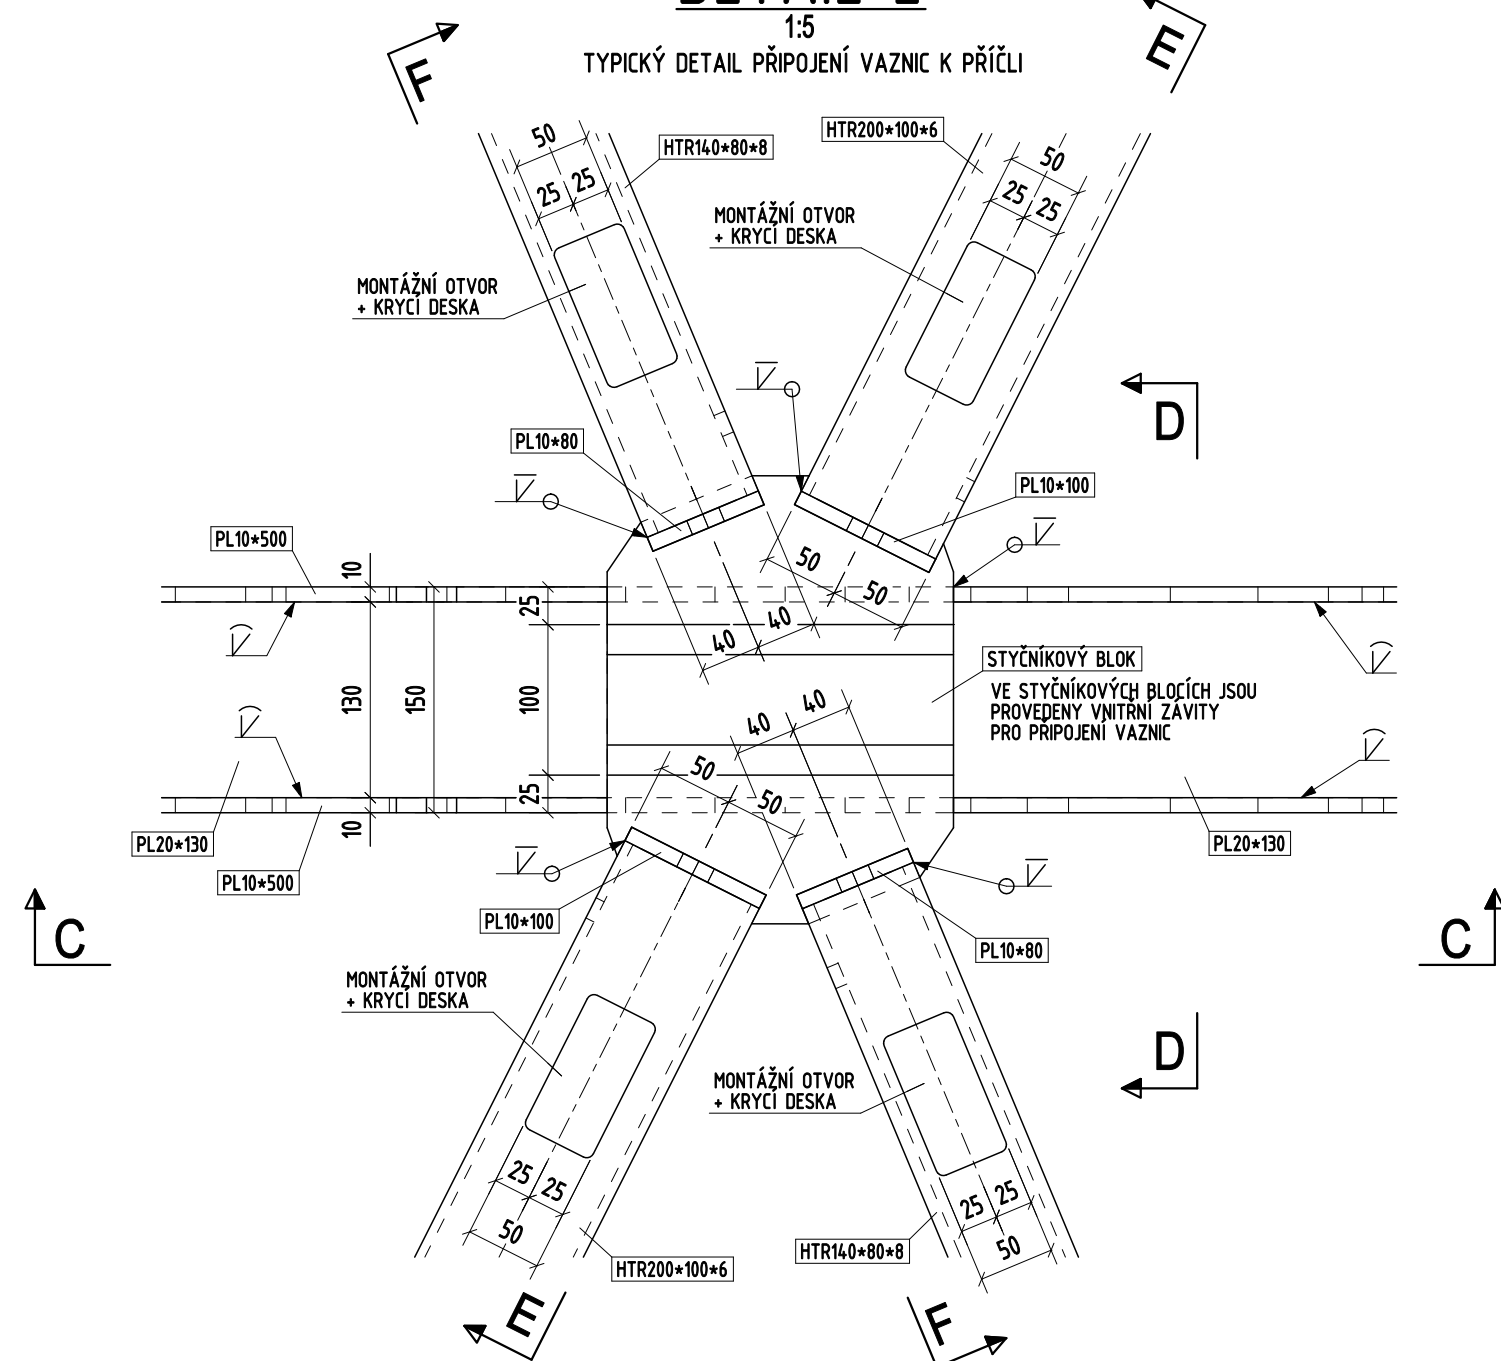 1:5
TYPICKÝ DETAIL PŘIPOJENÍ VAZNIC K PŘÍČLI
F
E
50
25
25
HTR140*80*8
HTR200*100*6
50
25
25
MONTÁŽNÍ OTVOR
+ KRYCÍ DESKA
MONTÁŽNÍ OTVOR
+ KRYCÍ DESKA
D
PL10*80
PL10*100
PL10*500
10
25
50
50
40
40
STYČNÍKOVÝ BLOK
VE STYČNÍKOVÝCH BLOCÍCH JSOU
PROVEDENY VNITŘNÍ ZÁVITY
PRO PŘIPOJENÍ VAZNIC
130
150
100
40
40
50
50
25
10
PL20*130
PL20*130
PL10*500
PL10*100
PL10*80
C
C
MONTÁŽNÍ OTVOR
+ KRYCÍ DESKA
MONTÁŽNÍ OTVOR
+ KRYCÍ DESKA
D
25
25
50
25
25
50
HTR200*100*6
HTR140*80*8
E
F